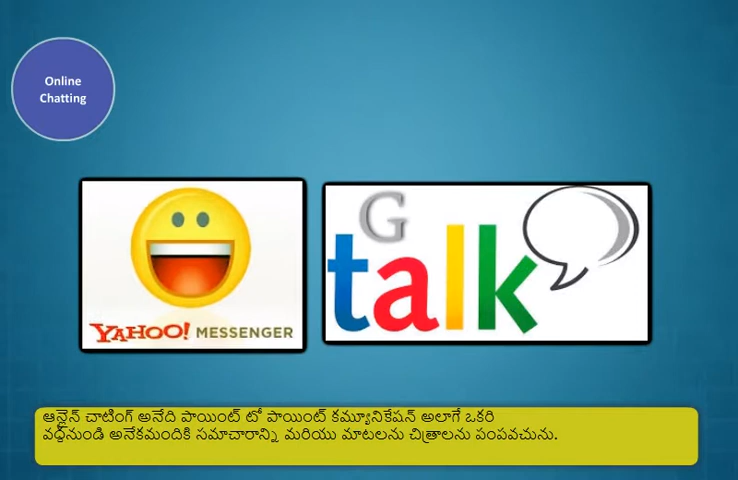 Online
Chatting
YAHOO! MESSENGER
G
talk
ఆన్లైన్ చాటింగ్ అనేది పాయింట్ టో పాయింట్ కమ్యూనికేషన్ అలాగే ఒకరి
వద్దనుండి అనేకమందికి సమాచారాన్ని మరియు మాటలను చిత్రాలను పంపవచును.